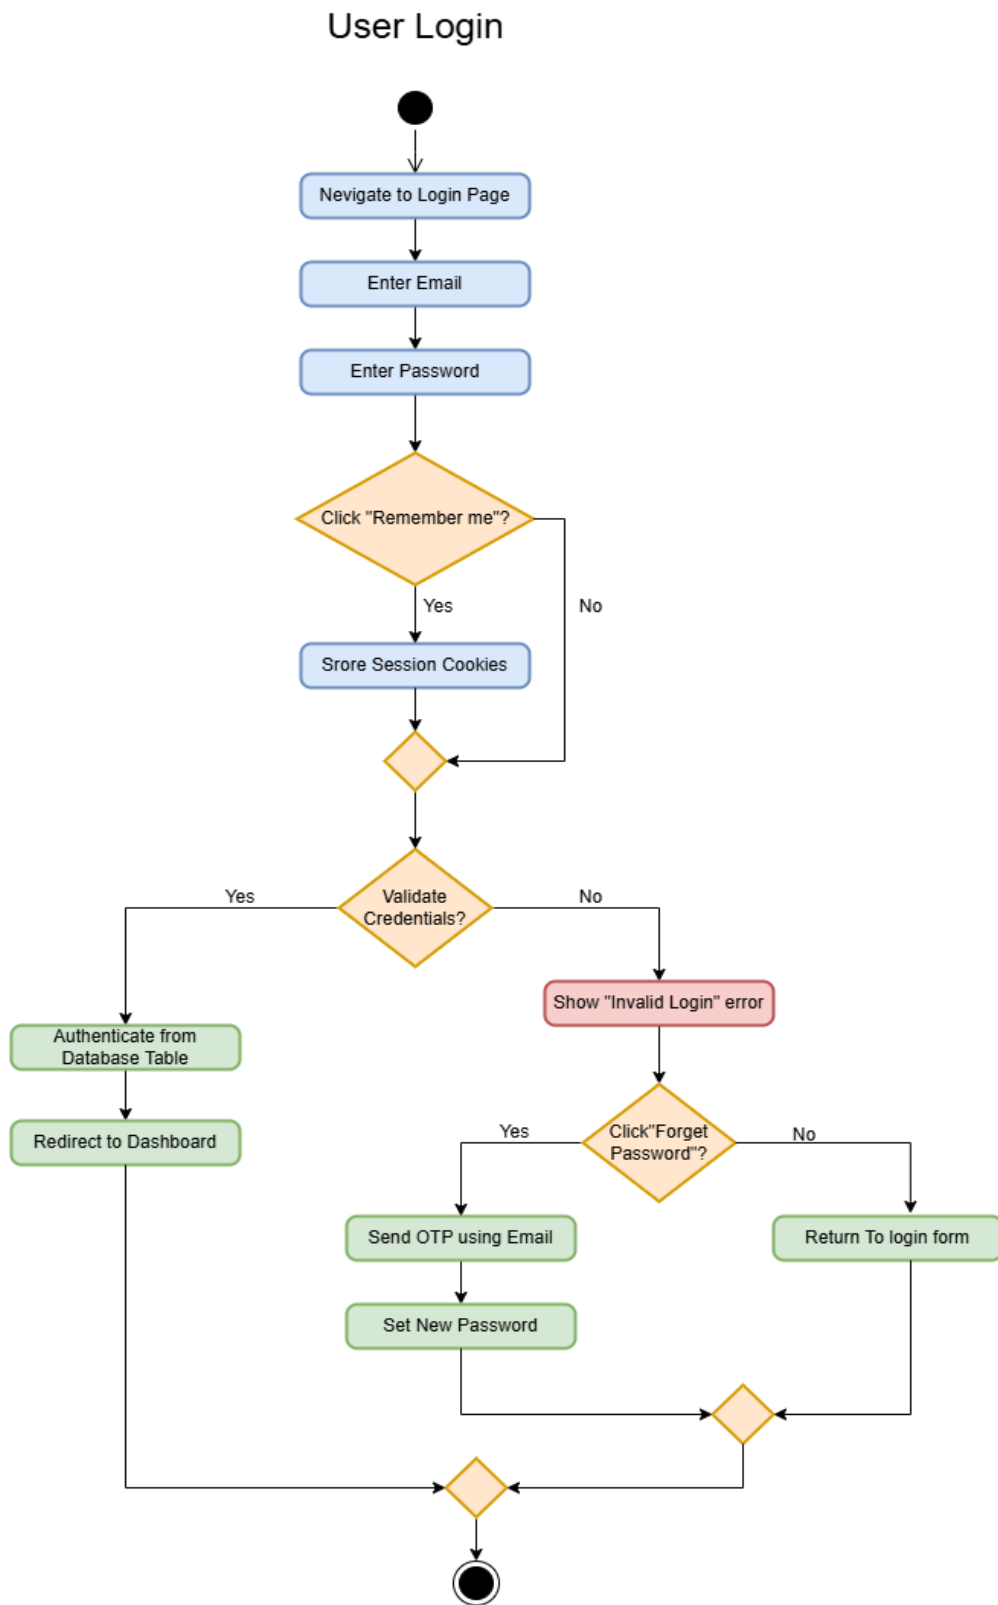 User Login
Nevigate to Login Page
Enter Email
Enter Password
Click "Remember me"?
Yes
No
Srore Session Cookies
Yes
Validate
Credentials?
No
Show "Invalid Login" error
Authenticate from
Database Table
Redirect to Dashboard
Yes
Click"Forget
Password"?
No
Send OTP using Email
Return To login form
Set New Password